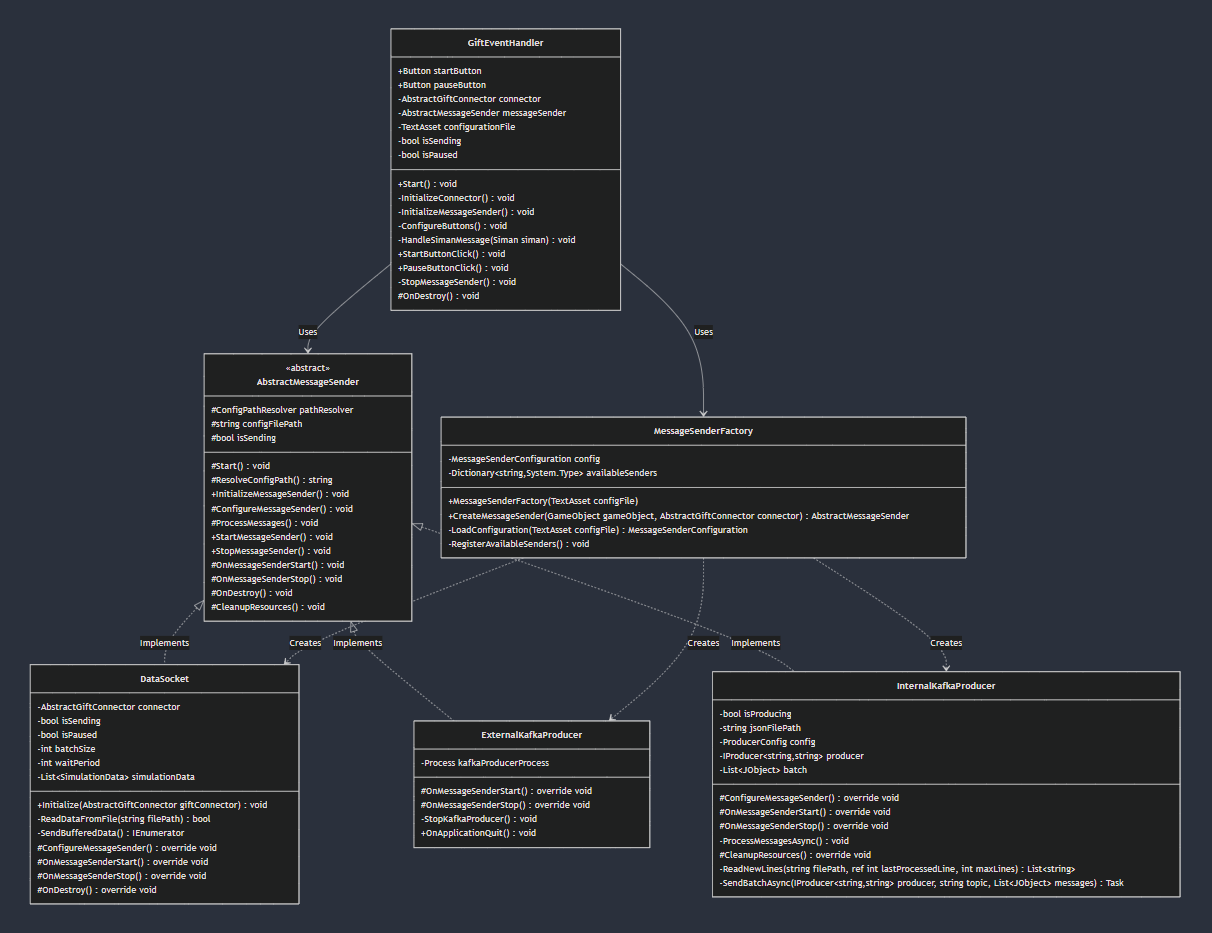 GiftEventHandler
+Button startButton
+Button pauseButton
-AbstractGiftConnector connector
-AbstractMessageSender messageSender
-TextAsset configurationFile
-bool isSending
-bool isPaused
+Start() : void
-InitializeConnector() : void
-InitializeMessageSender() : void
-ConfigureButtons() : void
-HandleSimanMessage(Siman siman) : void
+StartButtonClick() : void
+PauseButtonClick() : void
-StopMessageSender() : void
#OnDestroy() : void
Uses
Uses
«abstract»
AbstractMessageSender
#ConfigPathResolver pathResolver
#string configFilePath
#bool isSending
#Start() : void
#ResolveConfigPath() : string
+InitializeMessageSender() : void
#ConfigureMessageSender() : void
#ProcessMessages() : void
+StartMessageSender() : void
+StopMessageSender() : void
#OnMessageSenderStart() : void
#OnMessageSenderStop() : void
#OnDestroy() : void
#CleanupResources() : void
MessageSenderFactory
-MessageSenderConfiguration config
-Dictionary<string,System.Type> availableSenders
+MessageSenderFactory(TextAsset configFile)
+CreateMessageSender(GameObject gameObject, AbstractGiftConnector connector) : AbstractMessageSender
-LoadConfiguration(TextAsset configFile) : MessageSenderConfiguration
-RegisterAvailableSenders() : void
Implements
Creates
Implements
Creates
Implements
Creates
DataSocket
-AbstractGiftConnector connector
-bool isSending
-bool isPaused
-int batchSize
-int waitPeriod
-List<SimulationData> simulationData
+Initialize(AbstractGiftConnector giftConnector) : void
-ReadDataFromFile(string filePath) : bool
-SendBufferedData() : IEnumerator
#ConfigureMessageSender() : override void
#OnMessageSenderStart() : override void
#OnMessageSenderStop() : override void
#OnDestroy() : override void
ExternalKafkaProducer
-Process kafkaProducerProcess
#OnMessageSenderStart() : override void
#OnMessageSenderStop() : override void
-StopKafkaProducer() : void
+OnApplicationQuit() : void
InternalKafkaProducer
-bool isProducing
-string jsonFilePath
-ProducerConfig config
-IProducer<string,string> producer
-List<JObject> batch
#ConfigureMessageSender() : override void
#OnMessageSenderStart() : override void
#OnMessageSenderStop() : override void
-ProcessMessagesAsync() : void
#CleanupResources() : override void
-ReadNewLines(string filePath, ref int lastProcessedLine, int maxLines) : List<string>
-SendBatchAsync(IProducer<string,string> producer, string topic, List<JObject> messages) : Task